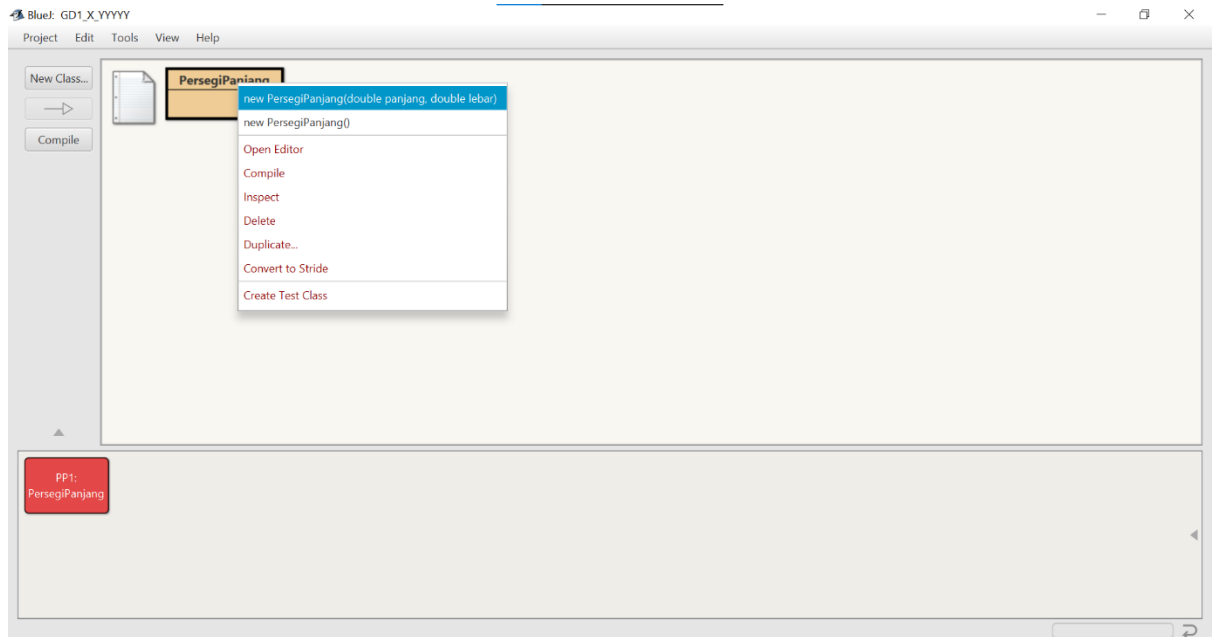 BlueJ: GD1_X_YYYYY
Project Edit Tools View Help
New Class...
Compile
PersegiPanjang
new PersegiPanjang(double panjang, double lebar)
new PersegiPanjang()
Open Editor
Compile
Inspect
Delete
Duplicate...
Convert to Stride
Create Test Class
PP1:
PersegiPanjang